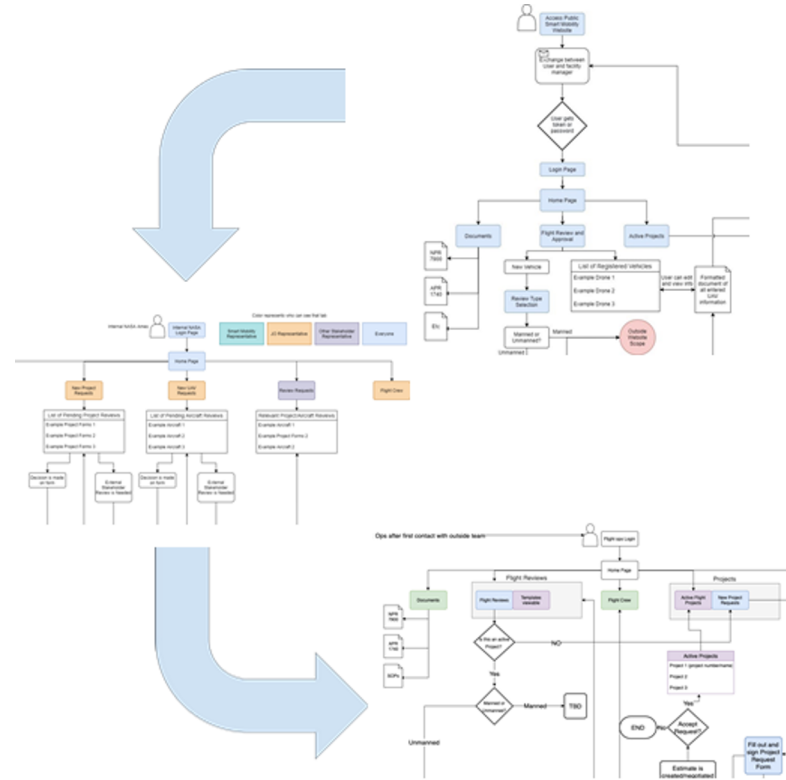 Access Public
Smart Mobility
Website
Exchange between
User and facility
manager
User gets
token or
password
Login Page
Home Page
Documents
Flight Review and
Approval
Active Projects
NPR
7900
APR
1740
Etc
New Vehicle
Review Type
Selection
Manned or
Unmanned?
Manned
Unmanned
Outside
Website
Scope
List of Registered Vehicles
Example Drone 1
Example Drone 2
Example Drone 3
User can edit
and view info
Formatted
document of
all entered
UAV
information
Color represents who can see that tab
Internal NASA Jones
Internal NASA
Login Page
Smart Mobility
Representative
JO Representative
Other Stakeholder
Representative
Everyone
Home Page
New Project
Requests
New UAV
Requests
Review Requests
Flight Crew
List of Pending Project Reviews
Example Project Forms 1
Example Project Forms 2
Example Project Forms 3
List of Pending Aircraft Reviews
Example Aircraft 1
Example Aircraft 2
Example Aircraft 3
Relevant Project/Aircraft Reviews
Example Aircraft 1
Example Project Forms 2
Example Aircraft 2
Decision is made
on form
External
Stakeholder
Review is Needed
Decision is made
on form
External
Stakeholder
Review is Needed
Ops after first contact with outside team
Flight ops Login
Home Page
Flight Reviews
Projects
Documents
Flight Reviews
Templates
viewable
Flight Crew
Active Flight
Projects
New Project
Requests
NPR
7900
APR
1740
SOPs
Is this an active
Project?
NO
Yes
Manned or
Unmanned?
Manned
TBD
Unmanned
Active Projects
Project 1 (project number/name)
Project 2
Project 3
Yes
Accept
Request?
No
END
Estimate is
created/negotiated
Fill out and
sign Project
Request
Form